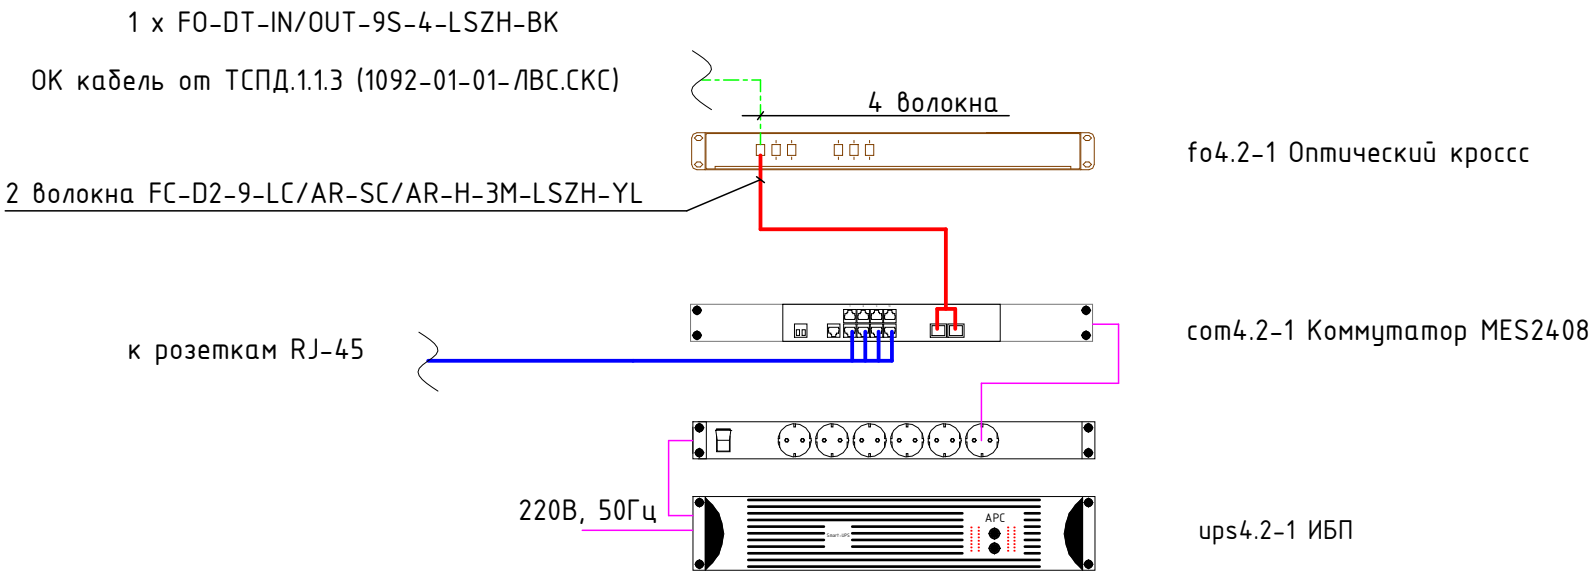 1 x FO-DT-IN/OUT-9S-4-LSZH-BK
ОК кабель от ТСПД.1.1.3 (1092-01-01-ЛВС.СКС)
4 волокна
fo4.2-1 Оптический кроссс
2 волокна FC-D2-9-LC/AR-SC/AR-H-3M-LSZH-YL
com4.2-1 Коммутатор MES2408
к розеткам RJ-45
220В, 50Гц
APC
Smart-UPS
ups4.2-1 ИБП